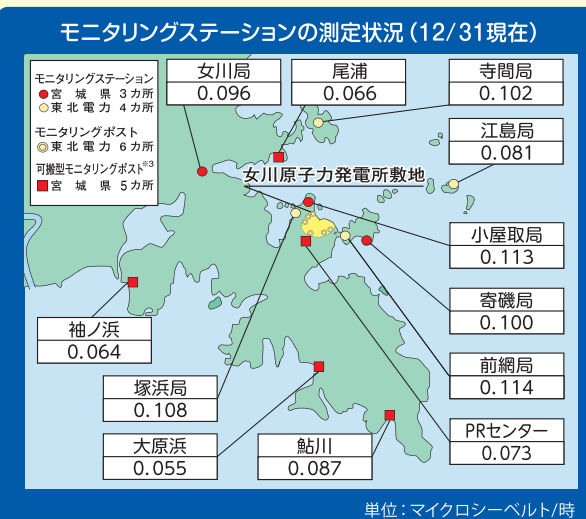 モニタリングステーションの測定状況（12/31現在）
モニタリングステーション
宮城県 3カ所
東北電力 4カ所
モニタリングポスト
東北電力 6カ所
可搬型モニタリングポスト※3
宮城県 5カ所
女川局
0.096
尾浦
0.066
寺間局
0.102
江島局
0.081
女川原子力発電所敷地
小屋取局
0.113
寄磯局
0.100
前網局
0.114
PRセンター
0.073
袖ノ浜
0.064
塚浜局
0.108
大原浜
0.055
鮎川
0.087
単位：マイクロシーベルト/時